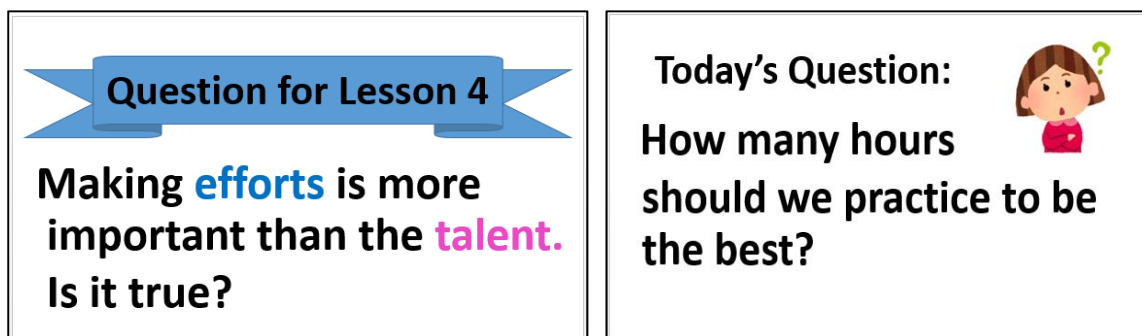 Question for Lesson 4
Making efforts is more
important than the talent.
Is it true?
Today's Question:
?
How many hours
should we practice to be
the best?